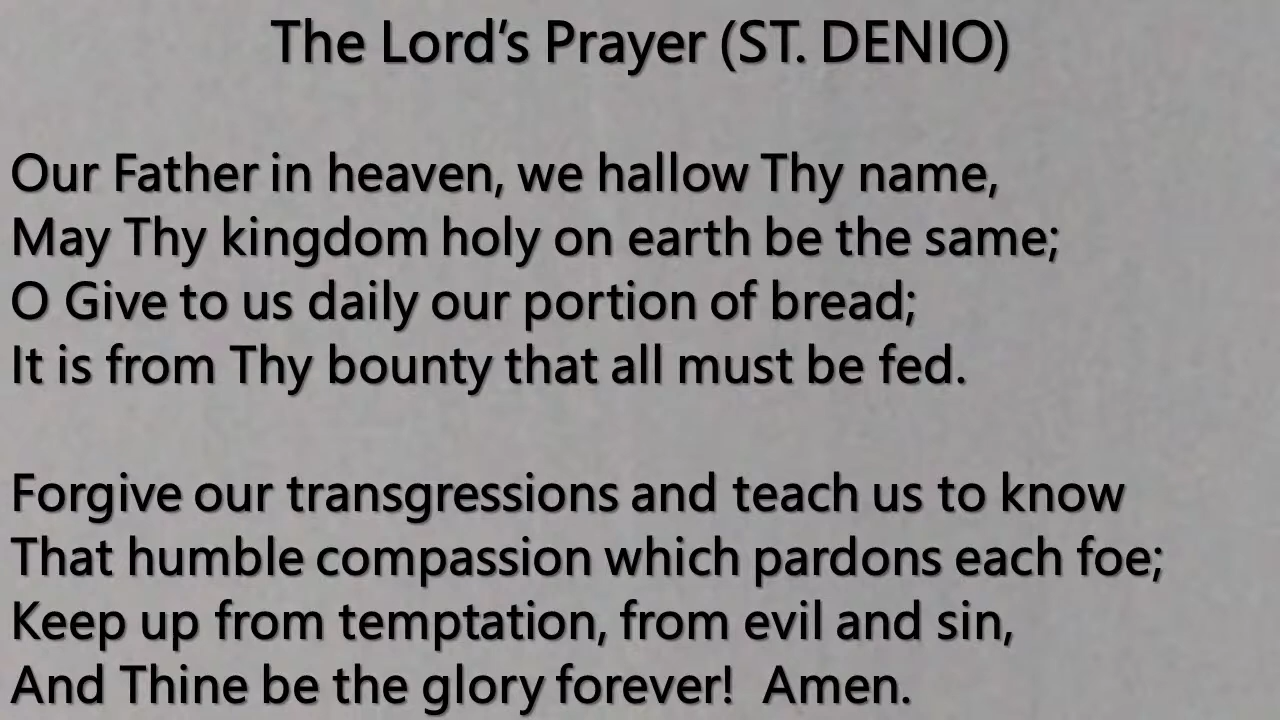 The Lord's Prayer (ST. DENIO)
Our Father in heaven, we hallow Thy name,
May Thy kingdom holy on earth be the same;
O Give to us daily our portion of bread;
It is from Thy bounty that all must be fed.
Forgive our transgressions and teach us to know
That humble compassion which pardons each foe;
Keep up from temptation, from evil and sin,
And Thine be the glory forever!  Amen.